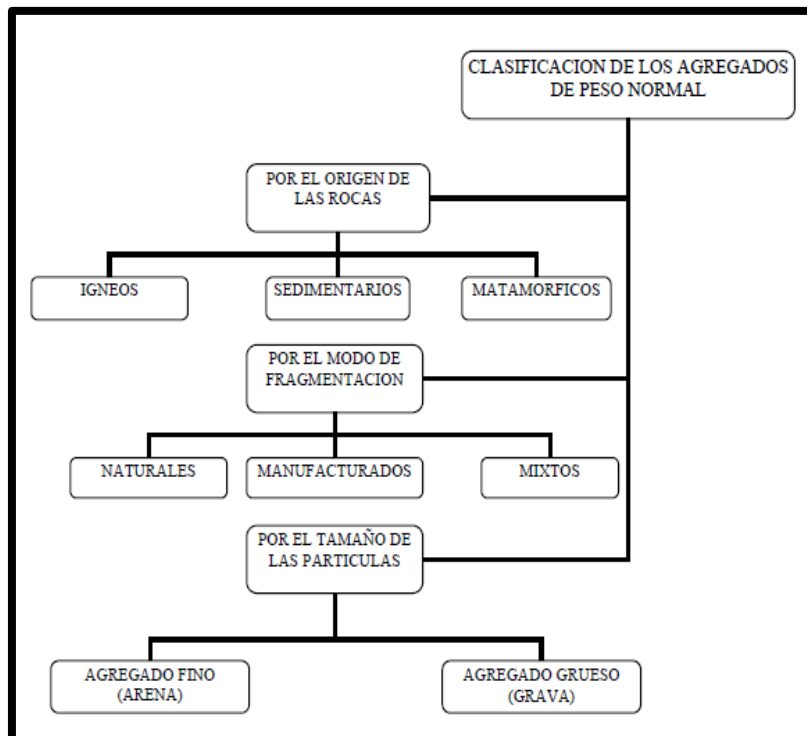 CLASIFICACION DE LOS AGREGADOS
DE PESO NORMAL
POR EL ORIGEN DE
LAS ROCAS
IGNEOS
SEDIMENTARIOS
MATAMORFICOS
POR EL MODO DE
FRAGMENTACION
NATURALES
MANUFACTURADOS
MIXTOS
POR EL TAMAÑO DE
LAS PARTICULAS
AGREGADO FINO
(ARENA)
AGREGADO GRUESO
(GRAVA)